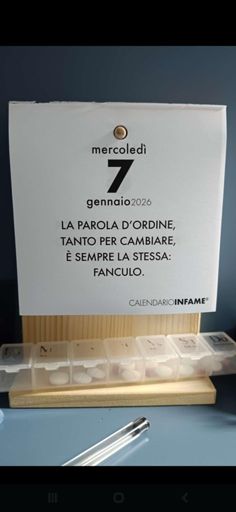 mercoledì
7
gennaio2026
LA PAROLA D'ORDINE,
TANTO PER CAMBIARE,
È SEMPRE LA STESSA:
FANCULO.
CALENDARIOINFAME®